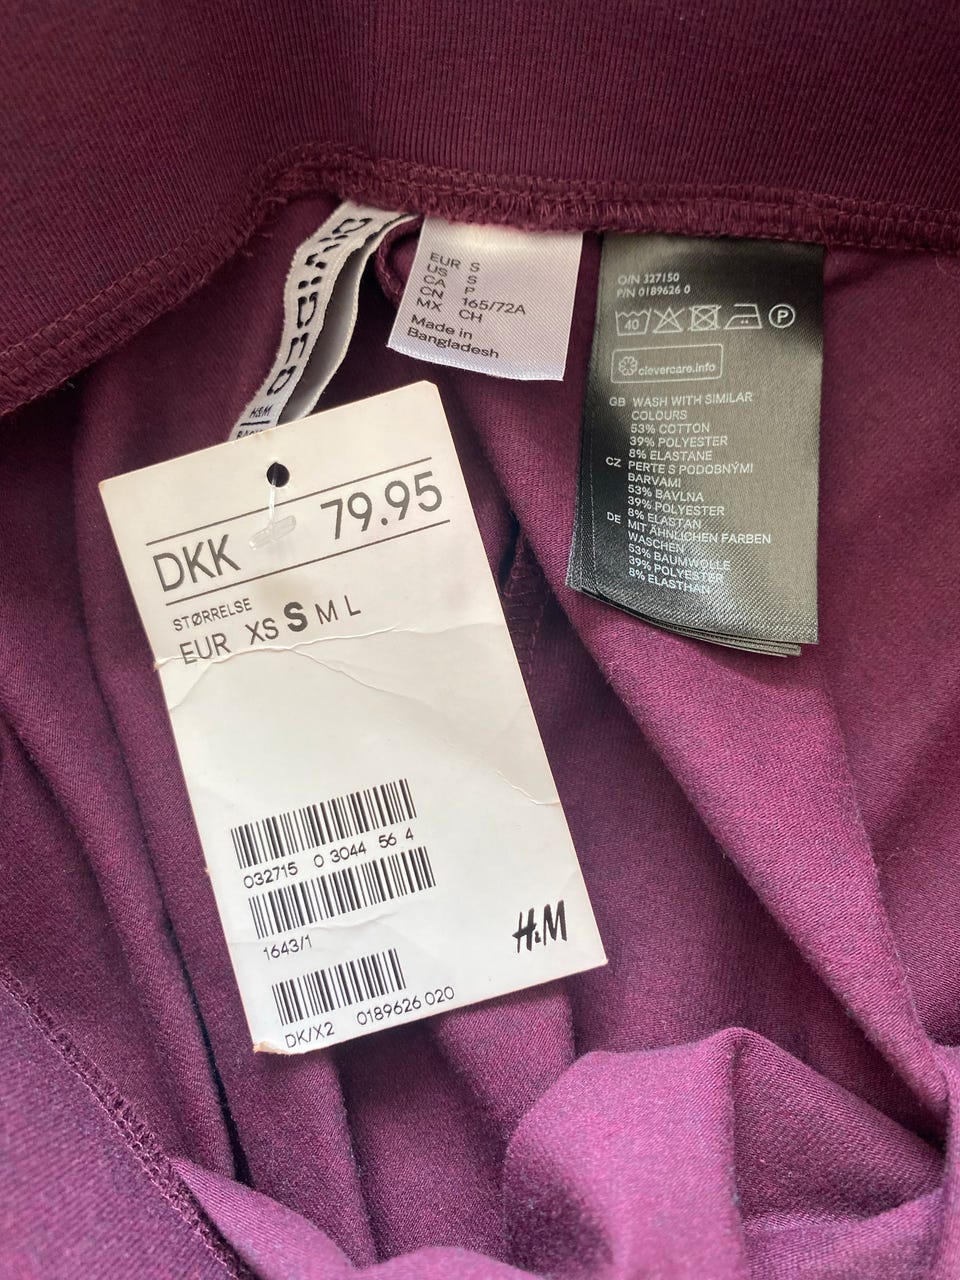 DIVIDED
H&M
EUR S
US S
CA P
CN 165/72A
MX CH
Made in
Bangladesh
O/N 327150
P/N 0189626 0
40
P
clevercare.info
GB WASH WITH SIMILAR
COLOURS
53% COTTON
39% POLYESTER
8% ELASTANE
CZ PERTE S PODOBNÝMI
BARVAMI
53% BAVLNA
39% POLYESTER
8% ELASTAN
DE MIT ÄHNLICHEN FARBEN
WASCHEN
53% BAUMWOLLE
39% POLYESTER
8% ELASTHAN
DKK 79.95
STØRRELSE
EUR XS S M L
032715 0 3044 56 4
1643/1
H&M
DK/X2 0189626 020